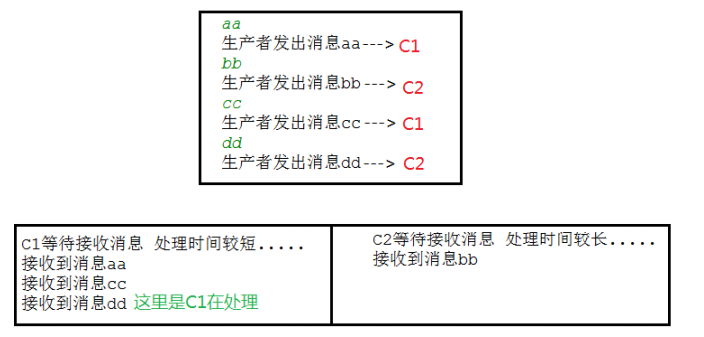 aa
生产者发出消息aa---> C1
bb
生产者发出消息bb---> C2
cc
生产者发出消息cc---> C1
dd
生产者发出消息dd---> C2
C1等待接收消息 处理时间较短.....
接收到消息aa
接收到消息cc
接收到消息dd 这里是C1在处理
C2等待接收消息 处理时间较长.....
接收到消息bb